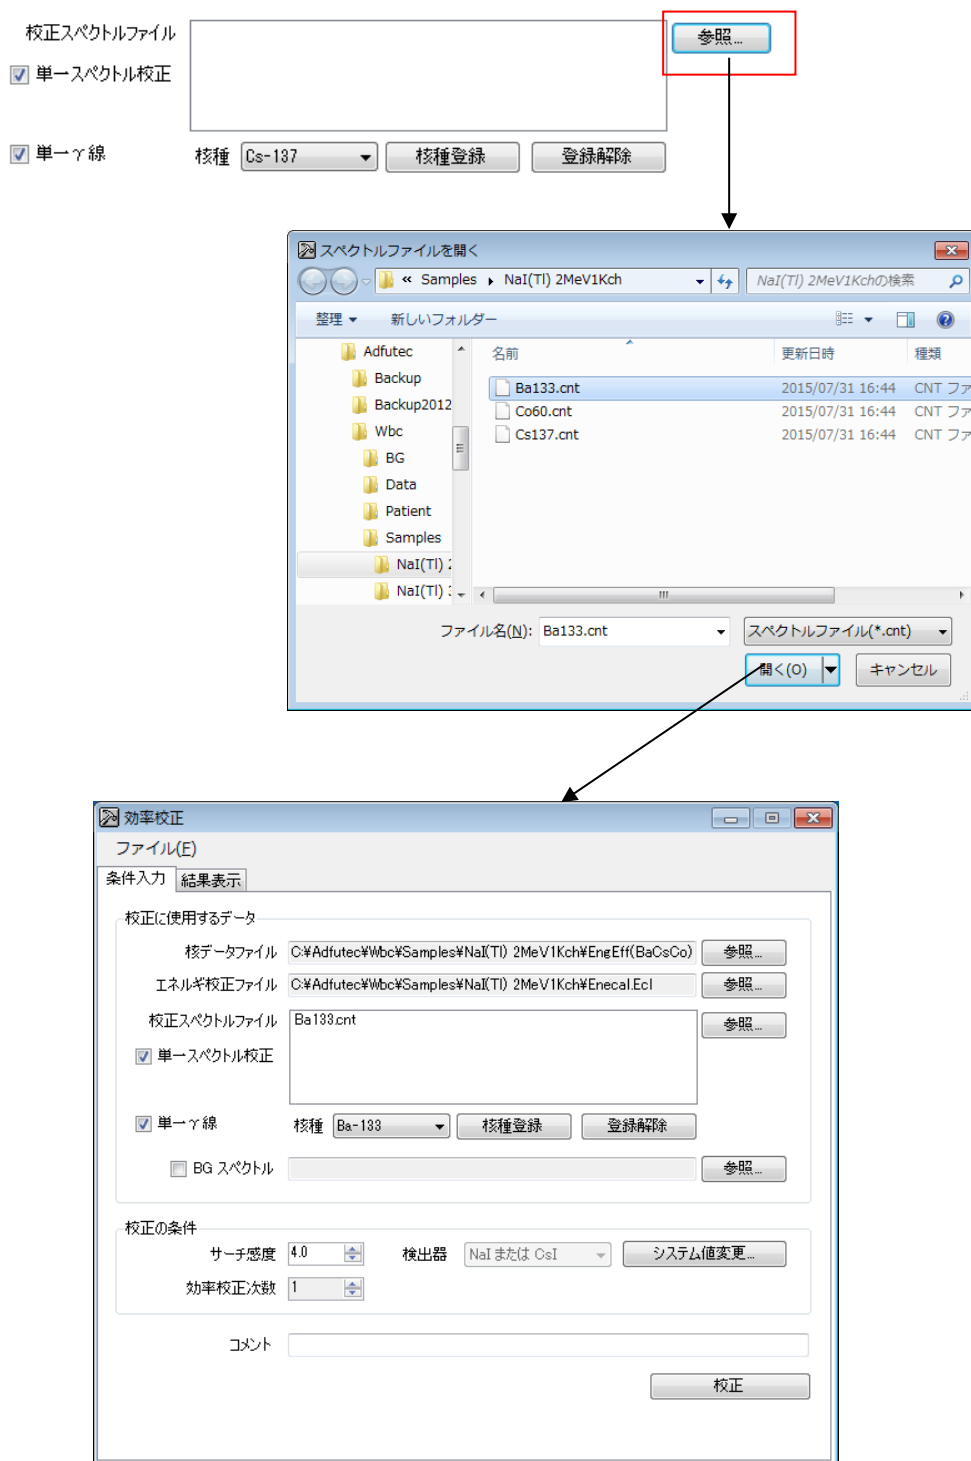 校正スペクトルファイル
参照...
単一スペクトル校正
単一γ線
核種
Cs-137
核種登録
登録解除
スペクトルファイルを開く
« Samples ▸ NaI(Tl) 2MeV1Kch
NaI(Tl) 2MeV1Kchの検索
整理
新しいフォルダー
Adfutec
Backup
Backup2012
Wbc
BG
Data
Patient
Samples
NaI(Tl) 2
NaI(Tl) 3
名前
更新日時
種類
Ba133.cnt
2015/07/31 16:44
CNT ファ
Co60.cnt
2015/07/31 16:44
CNT ファ
Cs137.cnt
2015/07/31 16:44
CNT ファ
ファイル名(N):
Ba133.cnt
スペクトルファイル(*.cnt)
開く(O)
キャンセル
効率校正
ファイル(F)
条件入力
結果表示
校正に使用するデータ
核データファイル
C:¥Adfutec¥Wbc¥Samples¥NaI(Tl) 2MeV1Kch¥EngEff(BaCsCo)
参照...
エネルギ校正ファイル
C:¥Adfutec¥Wbc¥Samples¥NaI(Tl) 2MeV1Kch¥Enecal.Ecl
参照...
校正スペクトルファイル
Ba133.cnt
参照...
単一スペクトル校正
単一γ線
核種
Ba-133
核種登録
登録解除
BG スペクトル
参照...
校正の条件
サーチ感度
4.0
検出器
NaI または CsI
システム値変更...
効率校正次数
1
コメント
校正